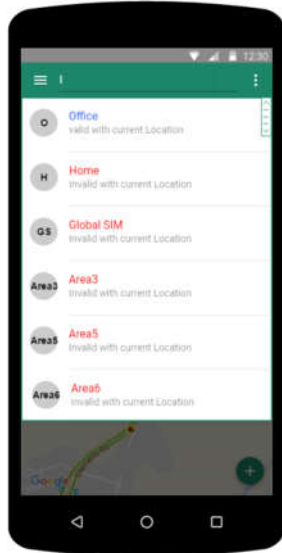 12:30
O
Office
valid with current Location
H
Home
Invalid with current Location
GS
Global SIM
Invalid with current Location
Area3
Area3
Invalid with current Location
Area5
Area5
Invalid with current Location
Area6
Area6
Invalid with current Location
Google